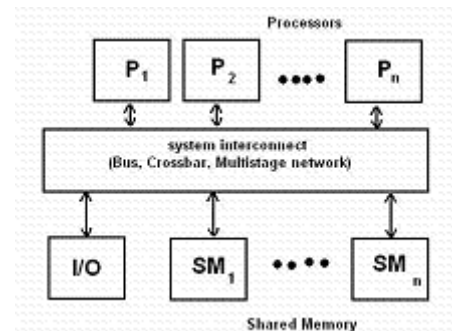 Processors
P1 P2 Pn
system interconnect
(Bus, Crossbar, Multistage network)
I/O SM1 SMn
Shared Memory